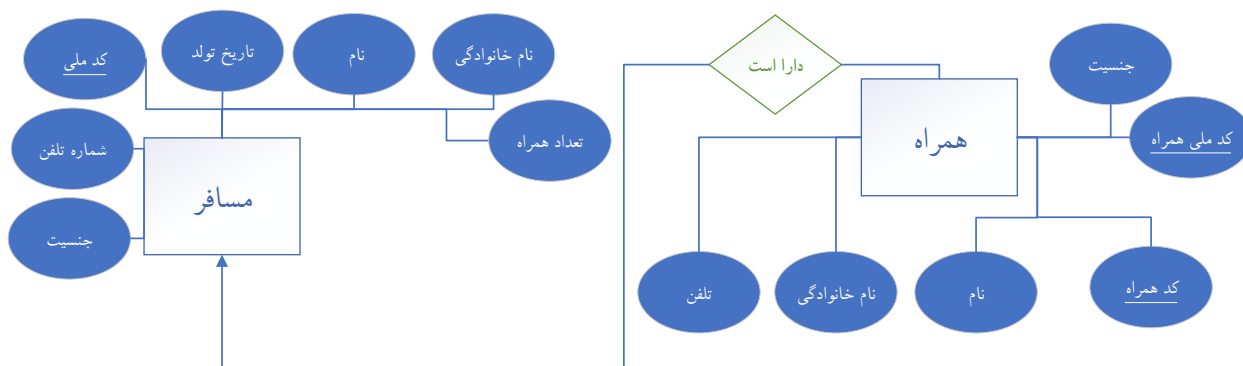 نام خانوادگی
نام
تاریخ تولد
کد ملی
تعداد همراه
شماره تلفن
مسافر
جنسیت
دارا است
جنسیت
همراه
کد ملی همراه
کد همراه
نام
نام خانوادگی
تلفن